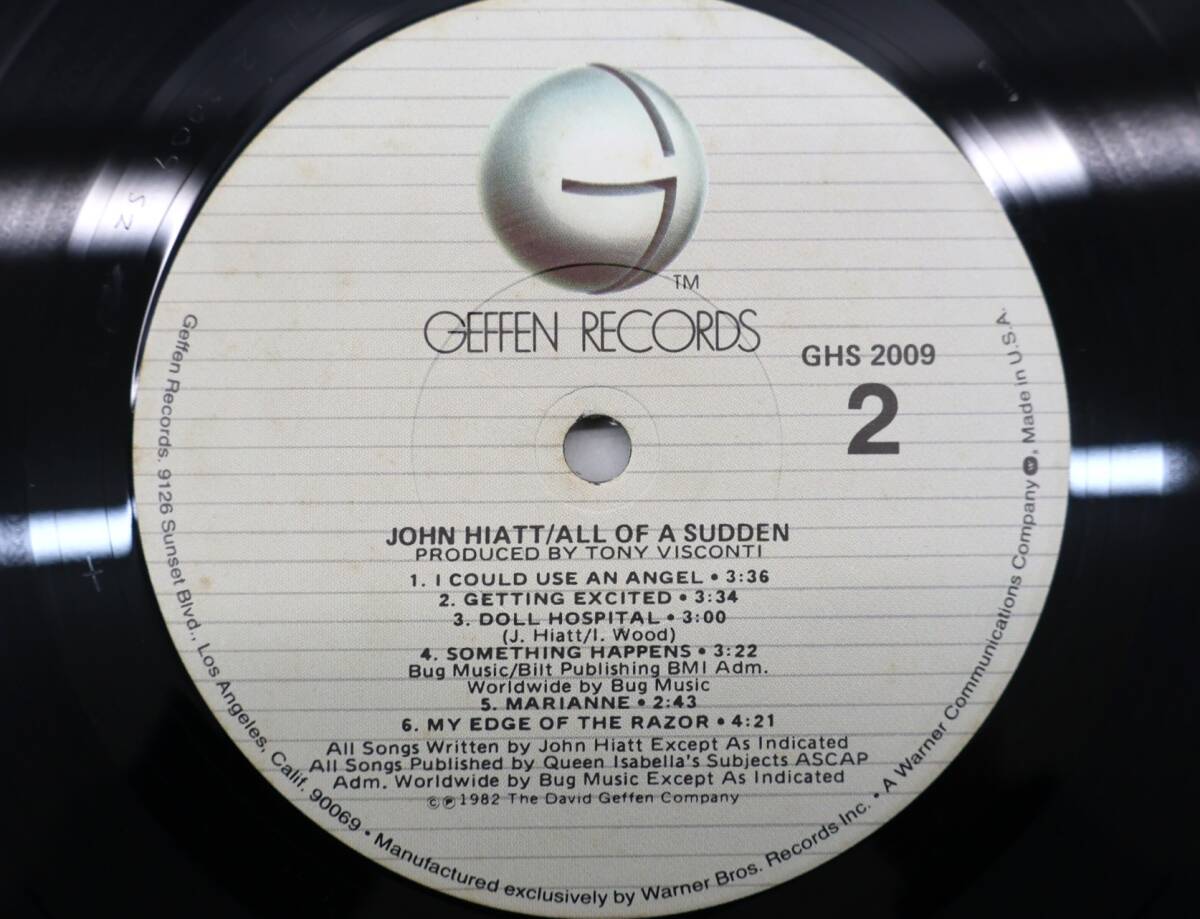 TM
GEFFEN RECORDS
GHS 2009
2
JOHN HIATT/ALL OF A SUDDEN
PRODUCED BY TONY VISCONTI
1. I COULD USE AN ANGEL • 3:36
2. GETTING EXCITED • 3:34
3. DOLL HOSPITAL • 3:00
(J. Hiatt/I. Wood)
4. SOMETHING HAPPENS • 3:22
Bug Music/Bilt Publishing BMI Adm.
Worldwide by Bug Music
5. MARIANNE • 2:43
6. MY EDGE OF THE RAZOR • 4:21
All Songs Written by John Hiatt Except As Indicated
All Songs Published by Queen Isabella's Subjects ASCAP
Adm. Worldwide by Bug Music Except As Indicated
©℗ 1982 The David Geffen Company
Geffen Records. 9126 Sunset Blvd., Los Angeles, Calif. 90069 • Manufactured exclusively by Warner Bros. Records Inc. • A Warner Communications Company, Made in U.S.A.